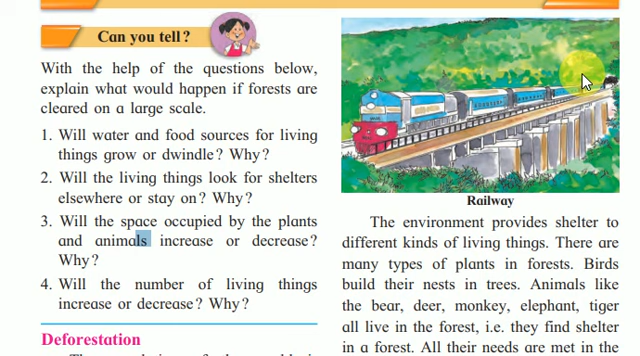 Can you tell?
With the help of the questions below,
explain what would happen if forests are
cleared on a large scale.
1. Will water and food sources for living
things grow or dwindle? Why?
2. Will the living things look for shelters
elsewhere or stay on? Why?
3. Will the space occupied by the plants
and animals increase or decrease?
Why?
4. Will the number of living things
increase or decrease? Why?
Deforestation
Railway
The environment provides shelter to
different kinds of living things. There are
many types of plants in forests. Birds
build their nests in trees. Animals like
the bear, deer, monkey, elephant, tiger
all live in the forest, i.e. they find shelter
in a forest. All their needs are met in the